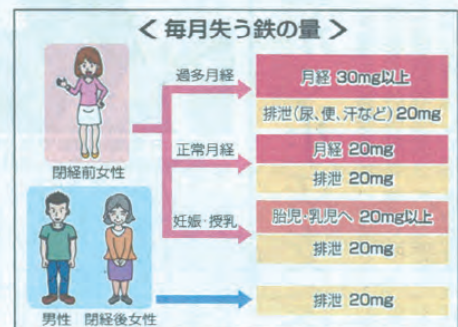 ＜毎月失う鉄の量＞
過多月経
月経 30mg以上
排泄（尿、便、汗など）20mg
閉経前女性
正常月経
月経 20mg
排泄 20mg
妊娠・授乳
胎児・乳児へ 20mg以上
排泄 20mg
男性 閉経後女性
排泄 20mg